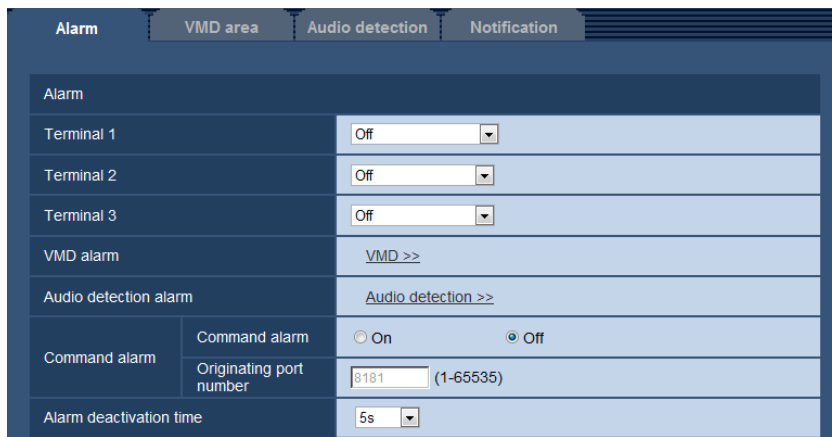 Alarm VMD area Audio detection Notification
Alarm
Terminal 1 Off
Terminal 2 Off
Terminal 3 Off
VMD alarm VMD >>
Audio detection alarm Audio detection >>
Command alarm Command alarm On Off
Originating port number 8181 (1-65535)
Alarm deactivation time 5s